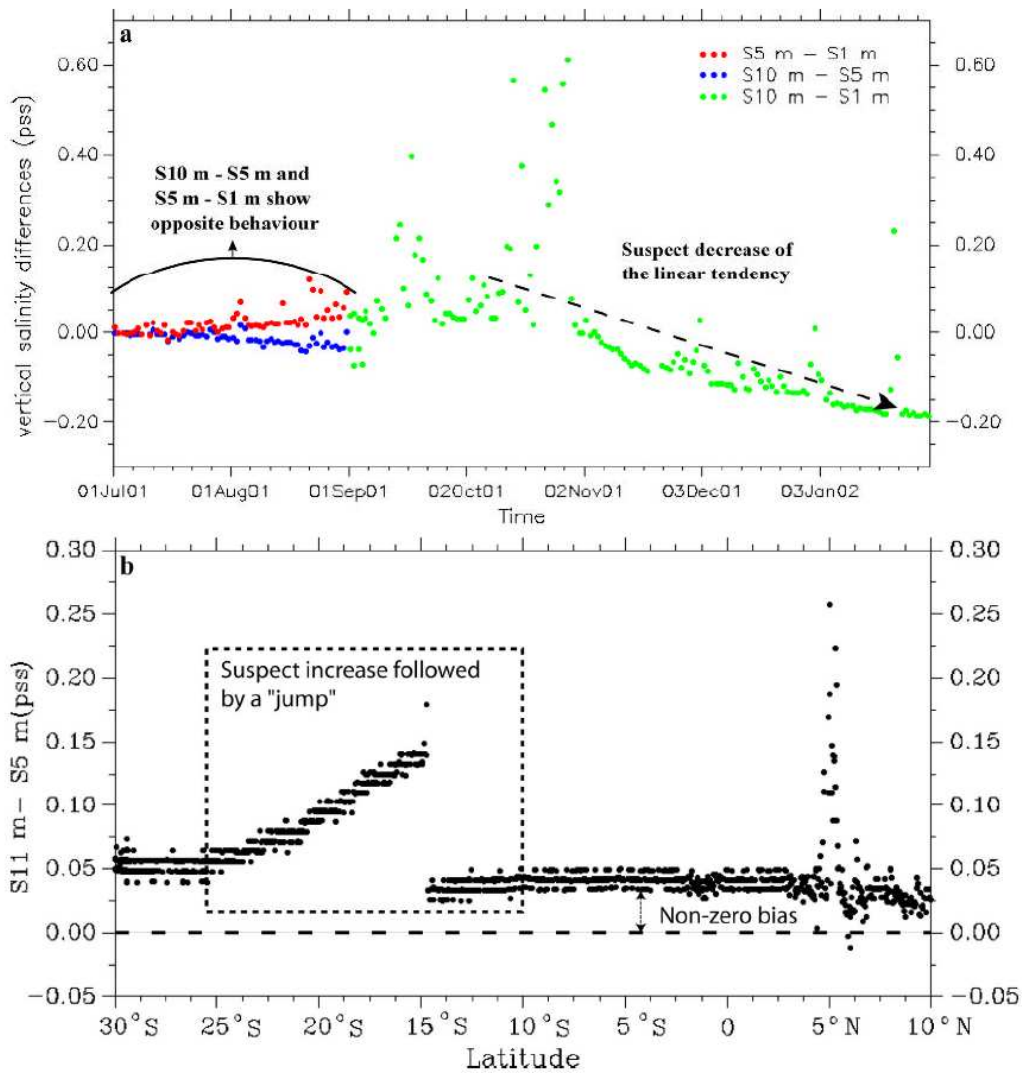 a
0.60 0.60
S5 m − S1 m
S10 m − S5 m
S10 m − S1 m
0.40 0.40
S10 m - S5 m and
S5 m - S1 m show
opposite behaviour
Suspect decrease of
the linear tendency
0.20 0.20
0.00 0.00
−0.20 −0.20
vertical salinity differences (pss)
01Jul01 01Aug01 01Sep01 02Oct01 02Nov01 03Dec01 03Jan02
Time
b
0.30 0.30
0.25 0.25
Suspect increase followed
by a "jump"
0.20 0.20
0.15 0.15
0.10 0.10
0.05 0.05
Non-zero bias
0.00 0.00
−0.05 −0.05
S11 m− S5 m(pss)
30°S 25°S 20°S 15°S 10°S 5°S 0 5°N 10°N
Latitude